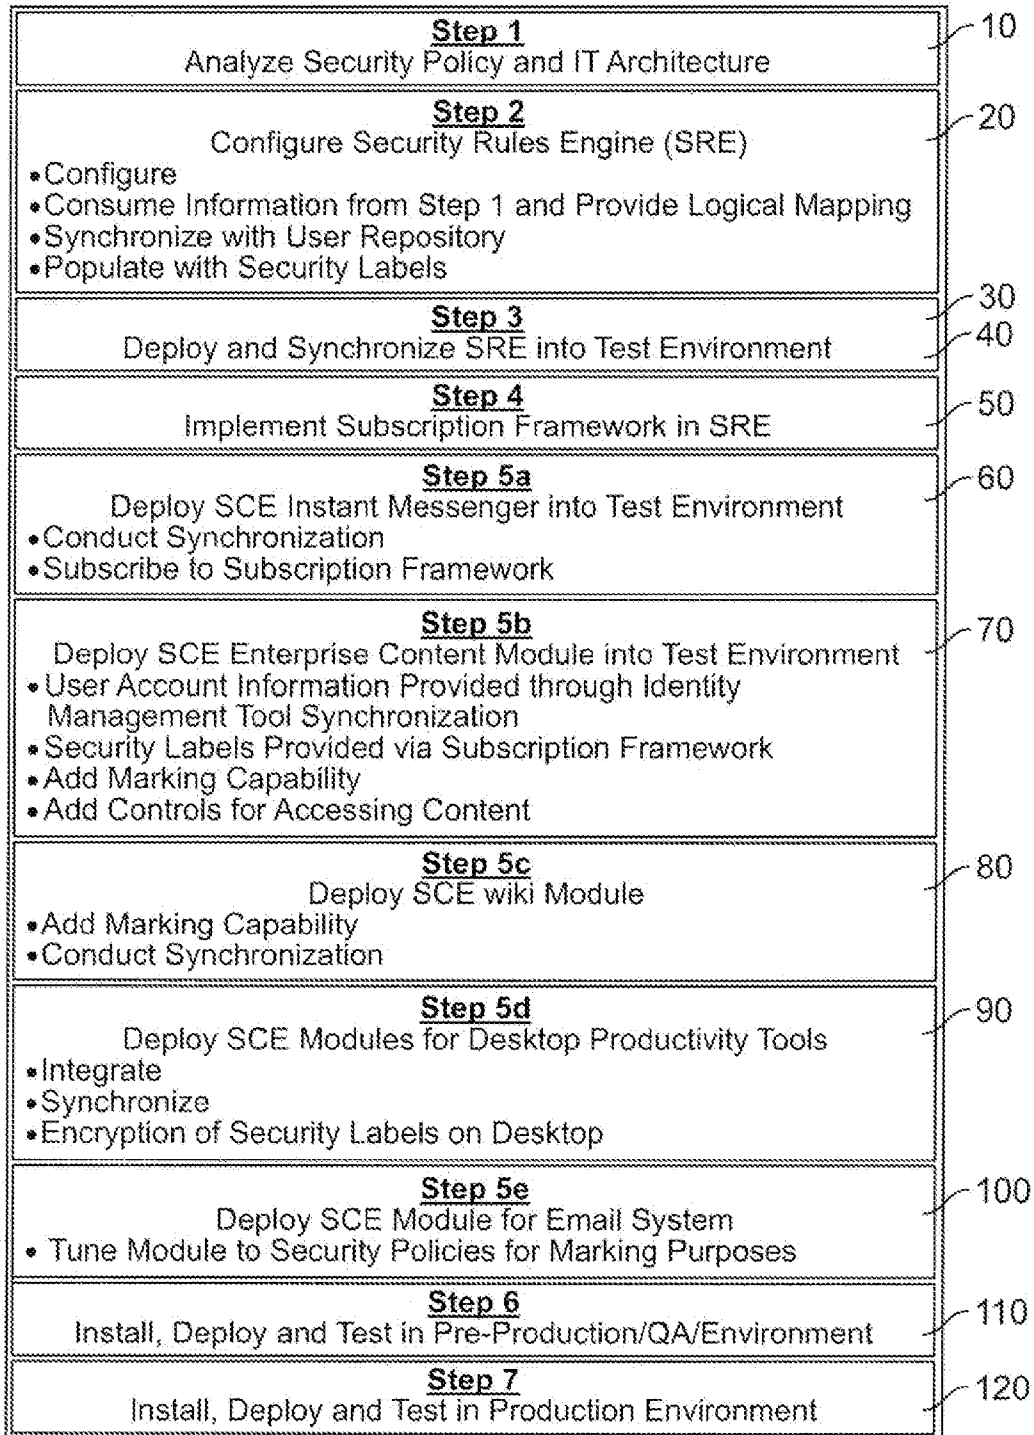 Step 1
10
Analyze Security Policy and IT Architecture
Step 2
20
Configure Security Rules Engine (SRE)
•Configure
•Consume Information from Step 1 and Provide Logical Mapping
•Synchronize with User Repository
•Populate with Security Labels
30
Step 3
40
Deploy and Synchronize SRE into Test Environment
Step 4
50
Implement Subscription Framework in SRE
Step 5a
60
Deploy SCE Instant Messenger into Test Environment
•Conduct Synchronization
•Subscribe to Subscription Framework
Step 5b
70
Deploy SCE Enterprise Content Module into Test Environment
• User Account Information Provided through Identity
Management Tool Synchronization
• Security Labels Provided via Subscription Framework
• Add Marking Capability
• Add Controls for Accessing Content
Step 5c
80
Deploy SCE wiki Module
•Add Marking Capability
•Conduct Synchronization
Step 5d
90
Deploy SCE Modules for Desktop Productivity Tools
•Integrate
•Synchronize
•Encryption of Security Labels on Desktop
Step 5e
100
Deploy SCE Module for Email System
• Tune Module to Security Policies for Marking Purposes
Step 6
110
Install, Deploy and Test in Pre-Production/QA/Environment
Step 7
120
Install, Deploy and Test in Production Environment